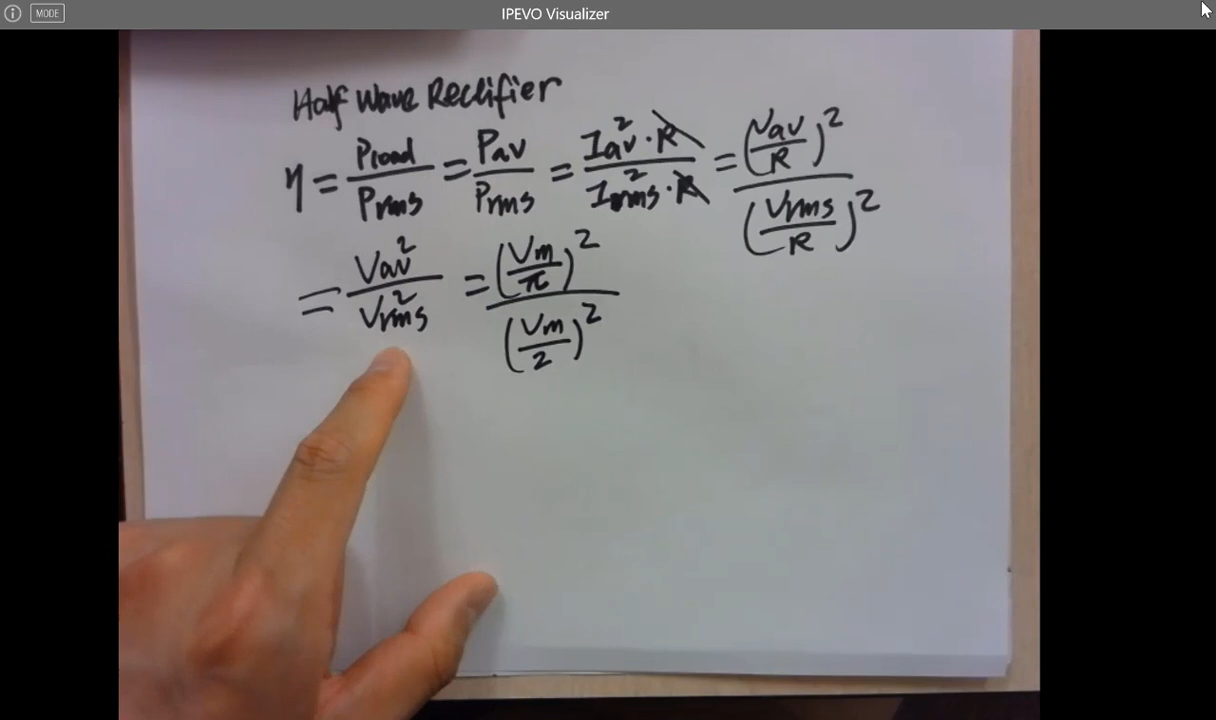 IPEVO Visualizer
MODE
Half Wave Rectifier
η = Pload/Prms = Pav/Prms = Iav²·R/Irms²·R = (Vav/R)²/(Vrms/R)²
= Vav²/Vrms² = (Vm/π)²/(Vm/2)²